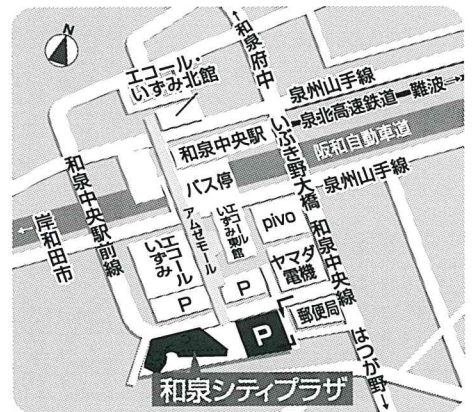 N
和泉府中
エコール・
いずみ北館
泉州山手線
泉北高速鉄道
難波
和泉中央駅
いぶき野大橋
阪和自動車道
バス停
泉州山手線
和泉中央駅前線
アムゼモール
エコール
いずみ東館
pivo
和泉中央線
岸和田市
エコール
いずみ
ヤマダ
電機
P
P
郵便局
P
はつが野
和泉シティプラザ